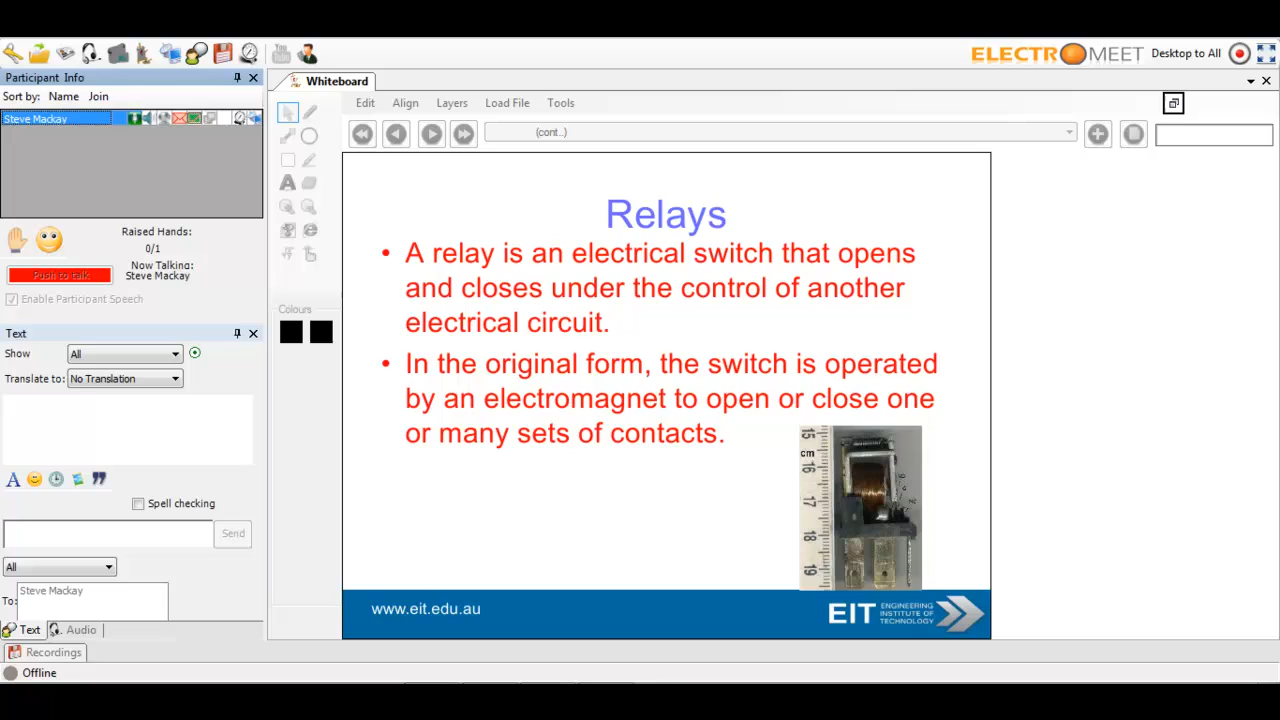 ELECTROMEET
Desktop to All
Participant Info
Sort by: Name Join
Steve Mackay
Raised Hands:
0/1
Now Talking:
Steve Mackay
Push to talk
Enable Participant Speech
Text
Show All
Translate to: No Translation
Spell checking
Send
All
To:
Steve Mackay
Text Audio
Recordings
Offline
You
Whiteboard
Edit Align Layers Load File Tools
(cont..)
Colours
Relays
• A relay is an electrical switch that opens
and closes under the control of another
electrical circuit.
• In the original form, the switch is operated
by an electromagnet to open or close one
or many sets of contacts.
15
cm
16
17
18
19
www.eit.edu.au
EIT
ENGINEERING
INSTITUTE OF
TECHNOLOGY